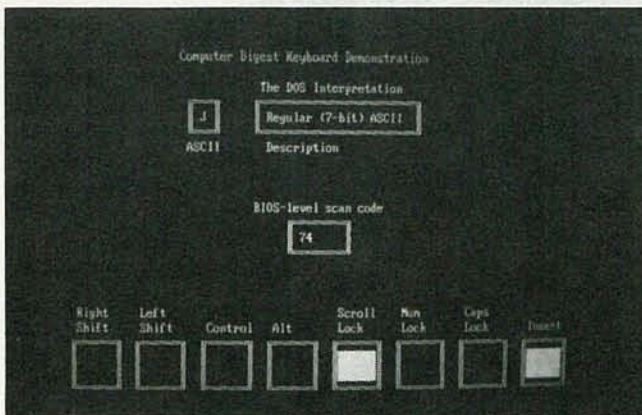 Computer Digest Keyboard Demonstration
The DOS Interpretation
J Regular (7-bit) ASCII
ASCII Description
BIOS-level scan code
74
Right Shift Left Shift Control Alt Scroll Lock Num Lock Caps Lock Insert